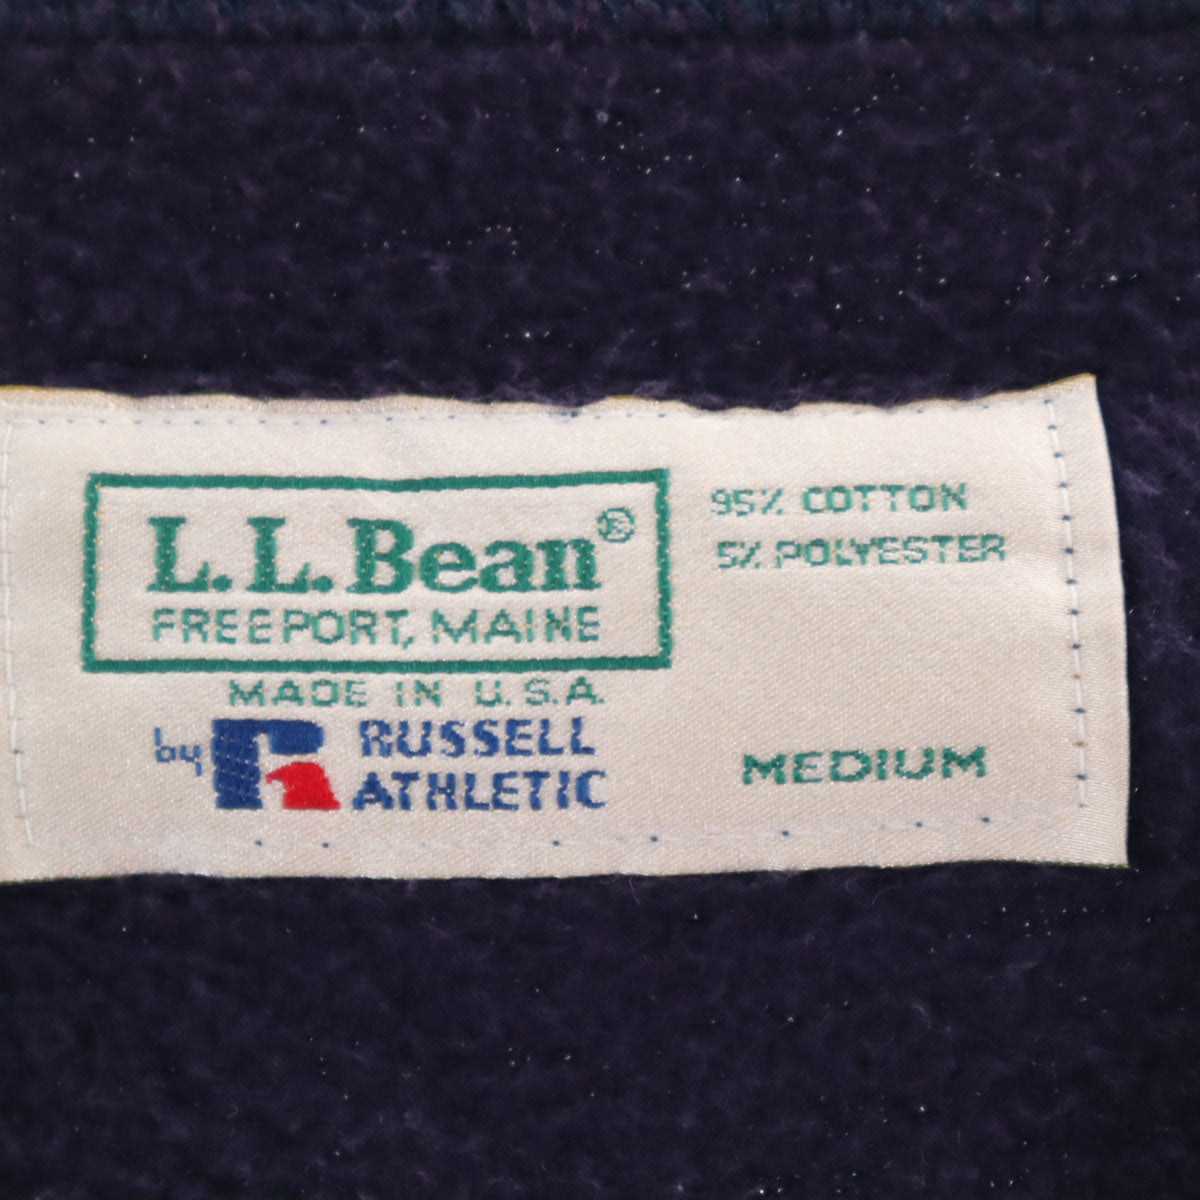 L.L.Bean®
FREEPORT, MAINE
MADE IN U.S.A.
by RUSSELL
ATHLETIC
95% COTTON
5% POLYESTER
MEDIUM